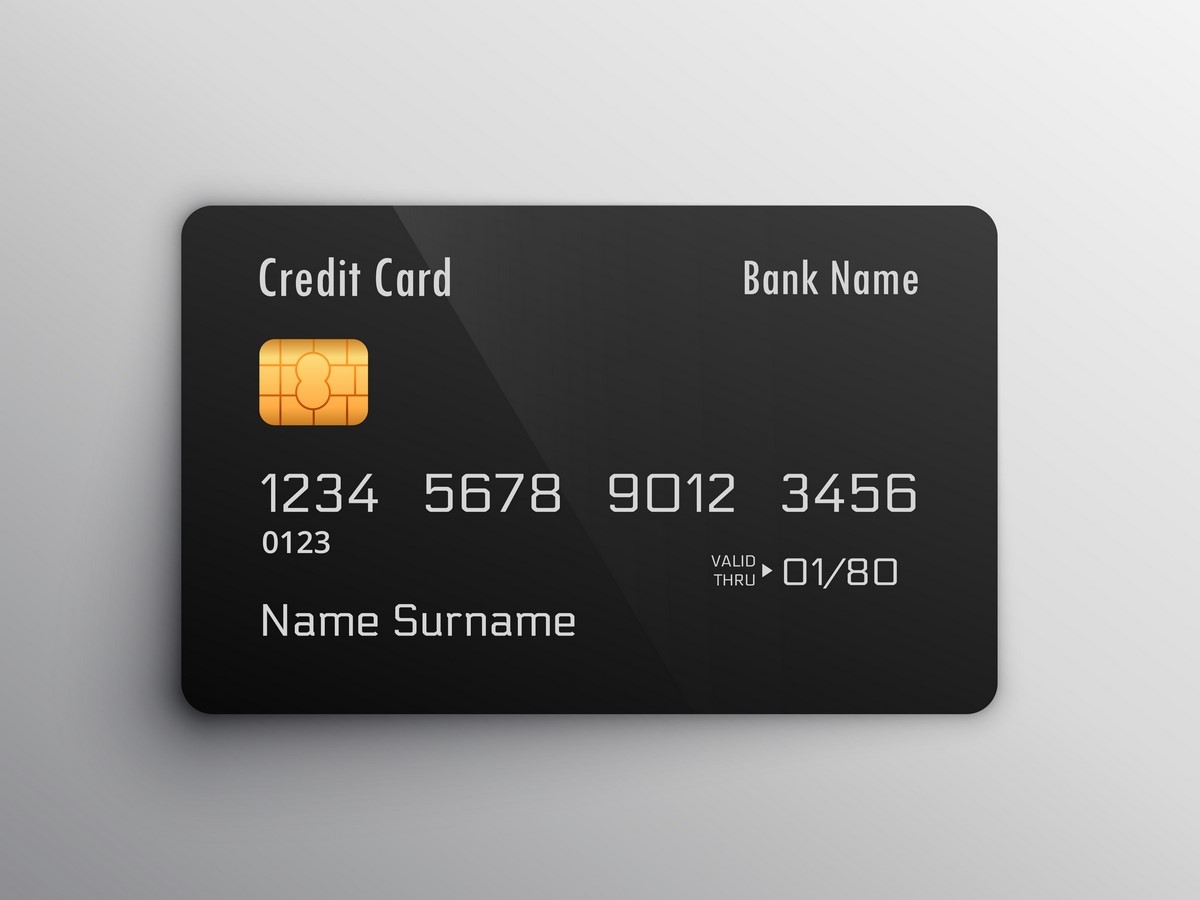 Credit Card
Bank Name
1234 5678 9012 3456
0123
VALID THRU 01/80
Name Surname